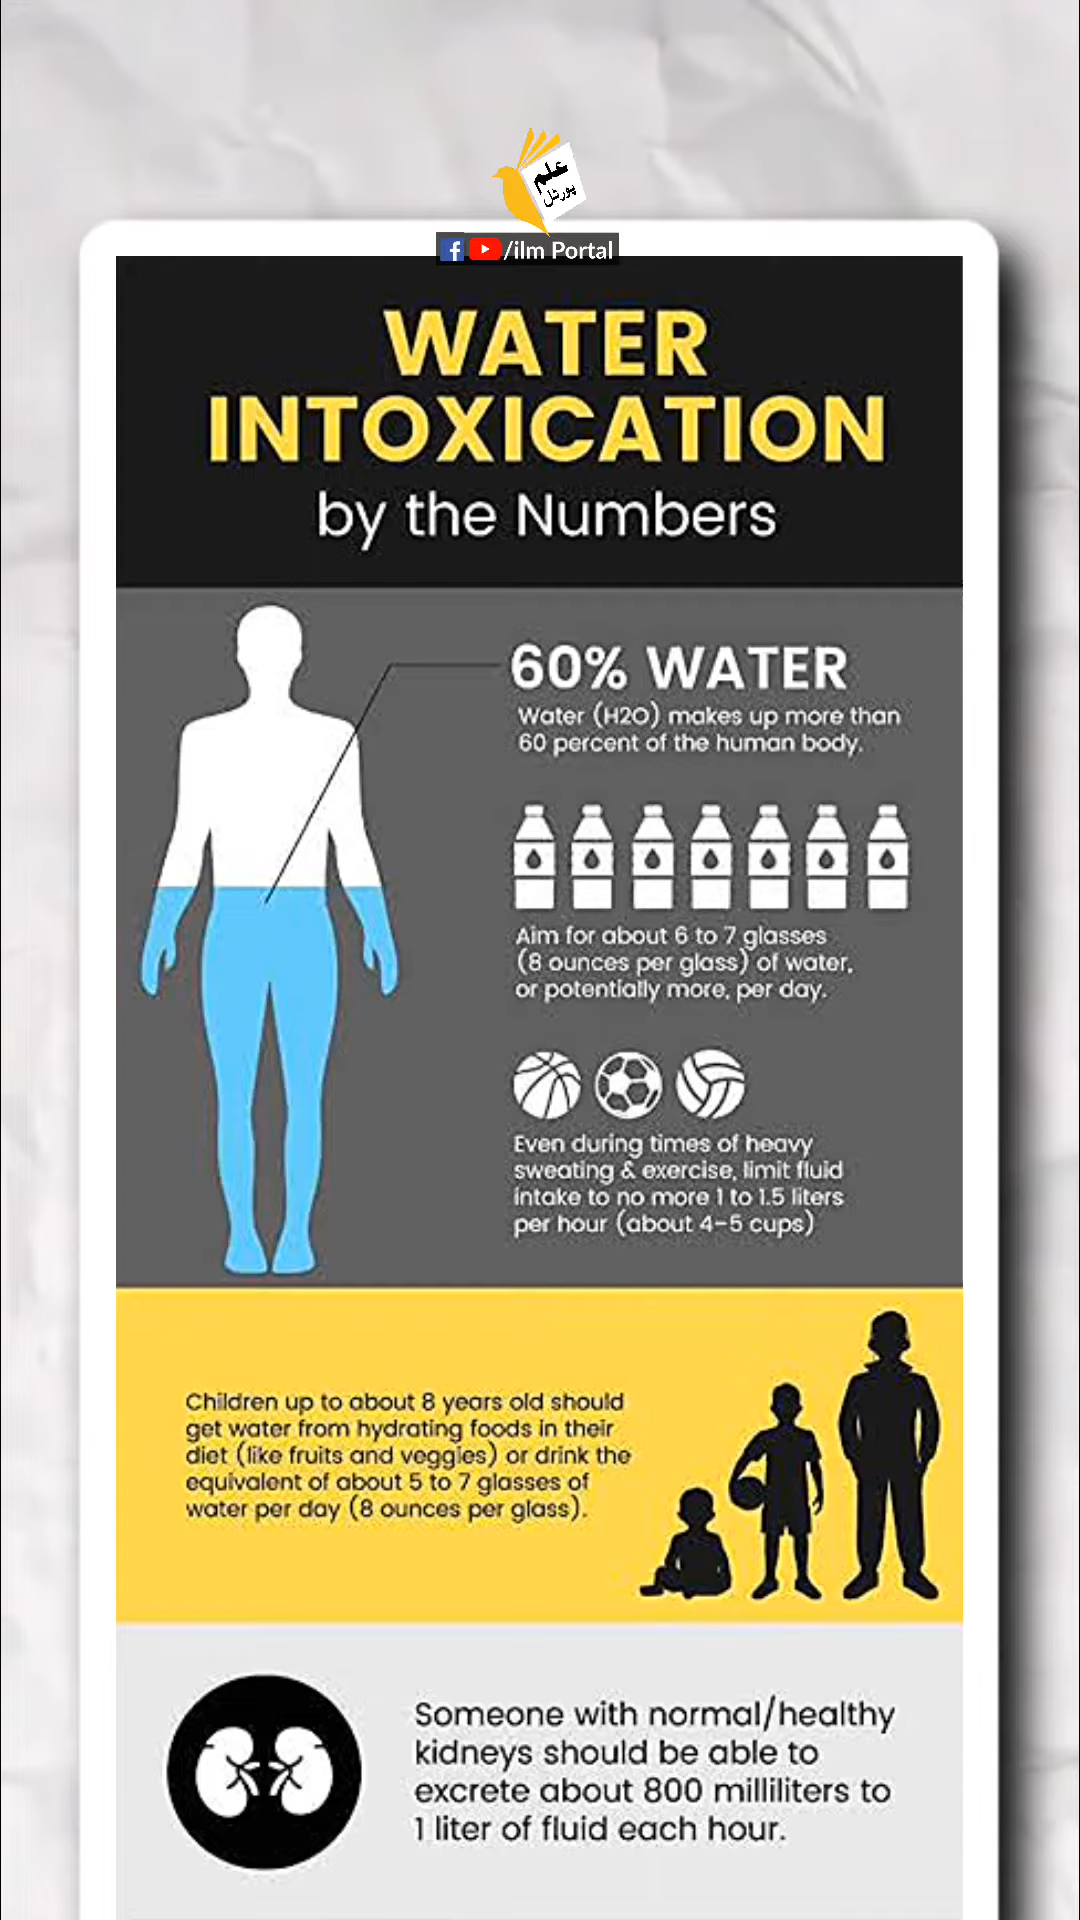 علم
پورٹل
/ilm Portal
WATER
INTOXICATION
by the Numbers
60% WATER
Water (H2O) makes up more than
60 percent of the human body.
Aim for about 6 to 7 glasses
(8 ounces per glass) of water,
or potentially more, per day.
Even during times of heavy
sweating & exercise, limit fluid
intake to no more 1 to 1.5 liters
per hour (about 4-5 cups)
Children up to about 8 years old should
get water from hydrating foods in their
diet (like fruits and veggies) or drink the
equivalent of about 5 to 7 glasses of
water per day (8 ounces per glass).
Someone with normal/healthy
kidneys should be able to
excrete about 800 milliliters to
1 liter of fluid each hour.